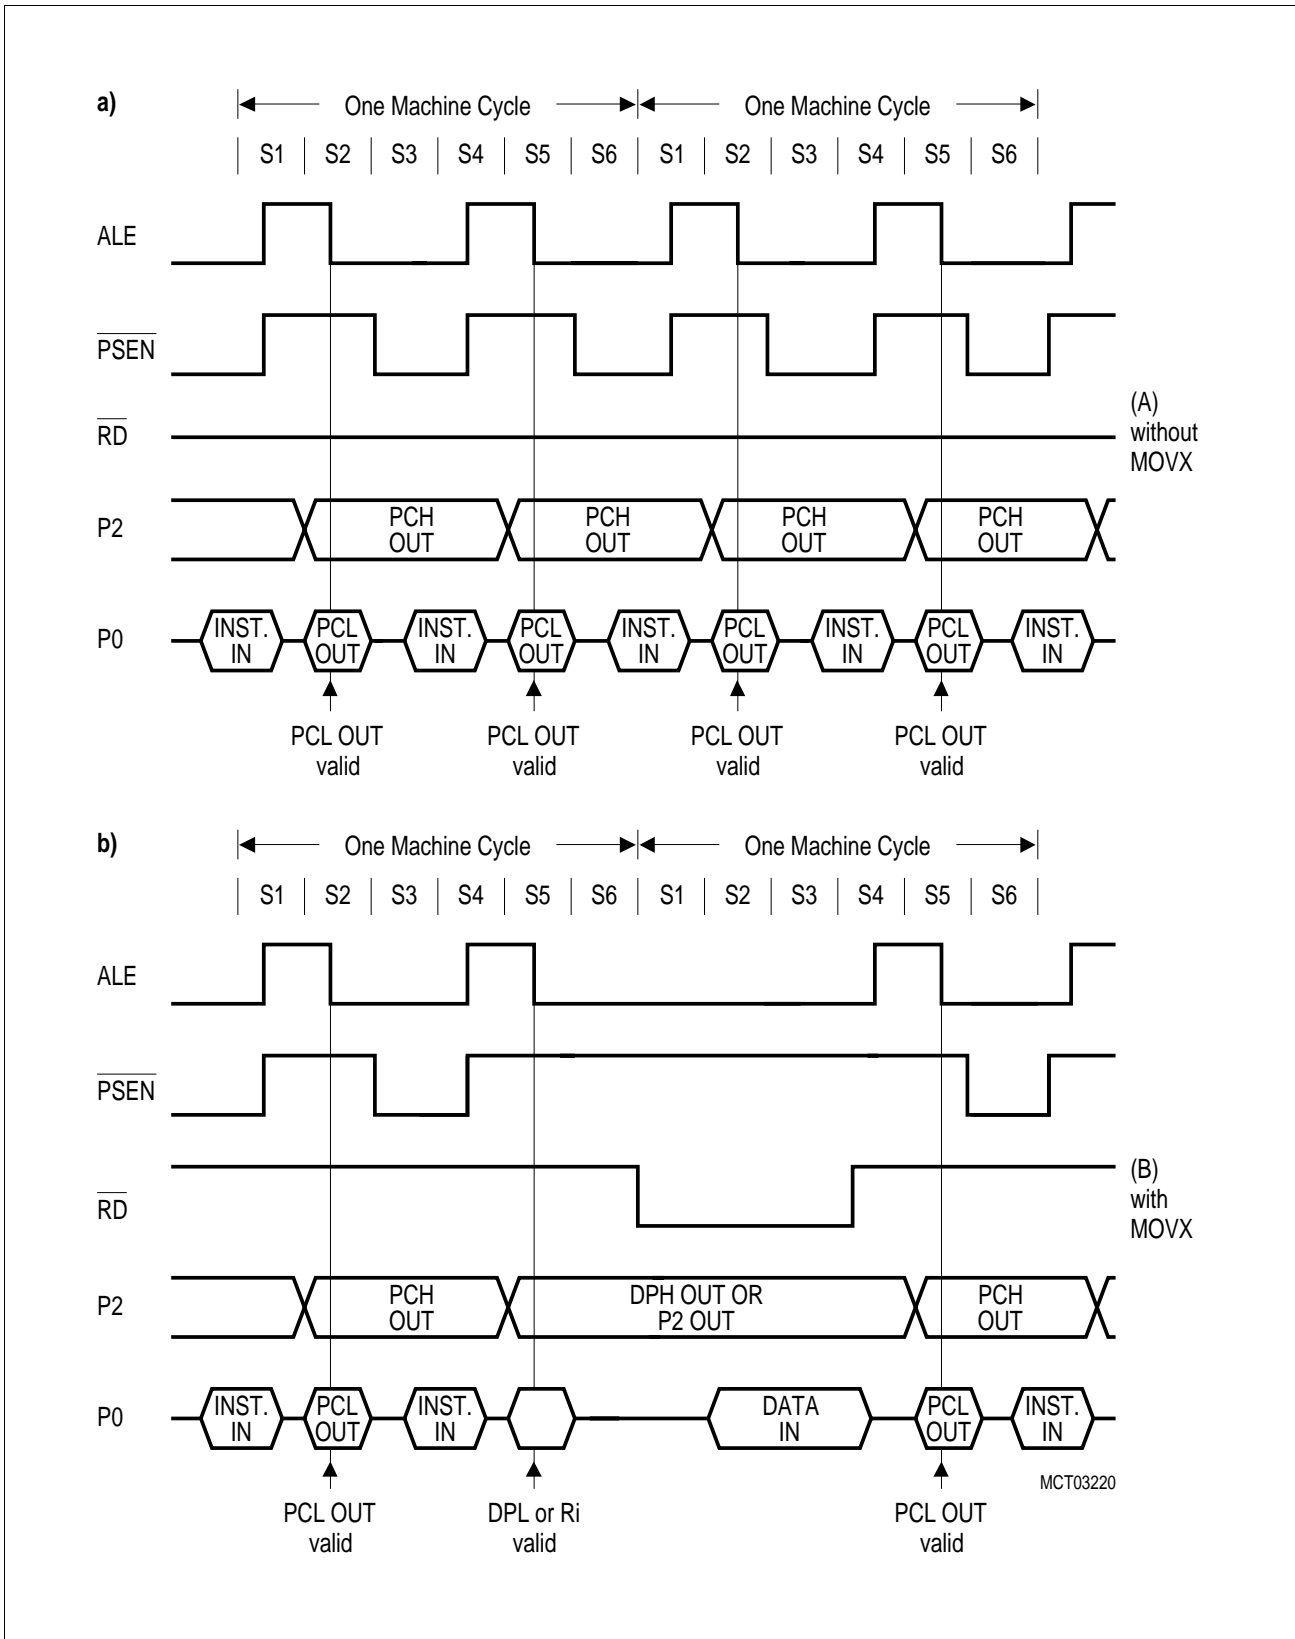 a)
One Machine Cycle One Machine Cycle
S1 S2 S3 S4 S5 S6 S1 S2 S3 S4 S5 S6
ALE
PSEN
RD
(A)
without
MOVX
P2
PCH
OUT
PCH
OUT
PCH
OUT
PCH
OUT
P0
INST.
IN
PCL
OUT
INST.
IN
PCL
OUT
INST.
IN
PCL
OUT
INST.
IN
PCL
OUT
INST.
IN
PCL OUT
valid
PCL OUT
valid
PCL OUT
valid
PCL OUT
valid
b)
One Machine Cycle One Machine Cycle
S1 S2 S3 S4 S5 S6 S1 S2 S3 S4 S5 S6
ALE
PSEN
RD
(B)
with
MOVX
P2
PCH
OUT
DPH OUT OR
P2 OUT
PCH
OUT
P0
INST.
IN
PCL
OUT
INST.
IN
DATA
IN
PCL
OUT
INST.
IN
MCT03220
PCL OUT
valid
DPL or Ri
valid
PCL OUT
valid